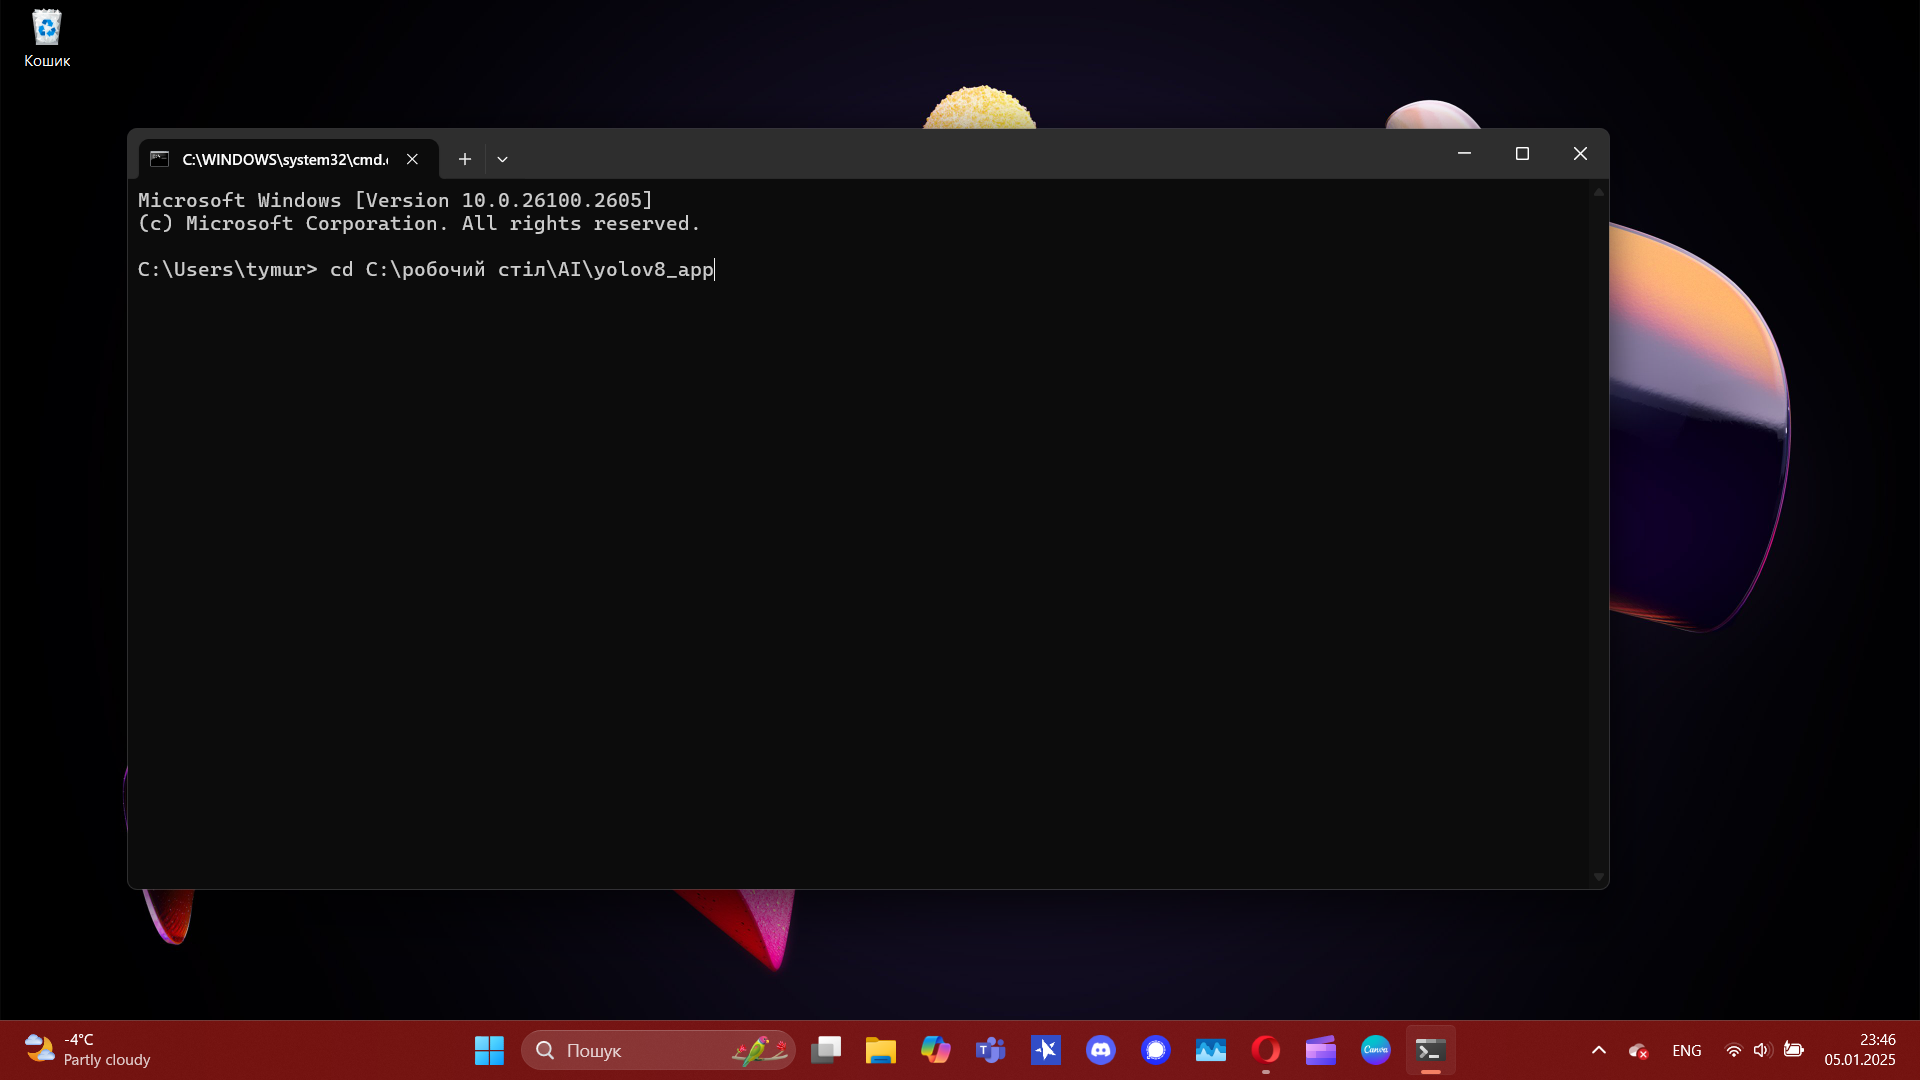 Кошик
C:\WINDOWS\system32\cmd.
Microsoft Windows [Version 10.0.26100.2605]
(c) Microsoft Corporation. All rights reserved.
C:\Users\tymur> cd C:\робочий стіл\AI\yolov8_app
-4°C
Partly cloudy
Пошук
Canva
ENG
23:46
05.01.2025